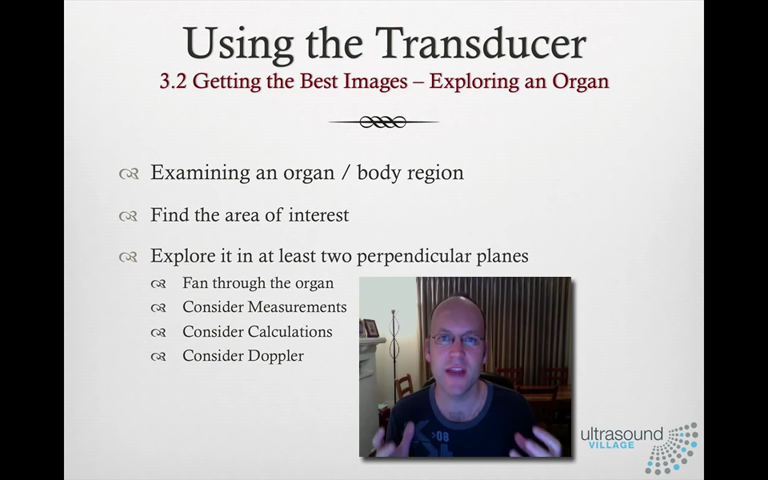 Using the Transducer
3.2 Getting the Best Images – Exploring an Organ
Examining an organ / body region
Find the area of interest
Explore it in at least two perpendicular planes
Fan through the organ
Consider Measurements
Consider Calculations
Consider Doppler
>08
ultrasound
VILLAGE